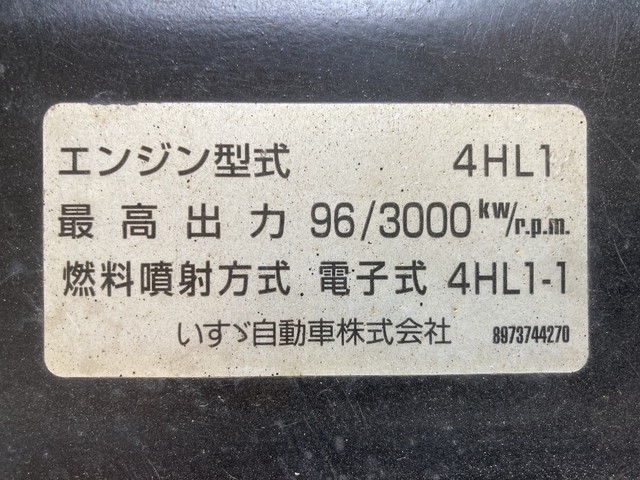 エンジン型式 4HL1
最高出力 96/3000 kw/r.p.m.
燃料噴射方式 電子式 4HL1-1
いすゞ自動車株式会社 8973744270